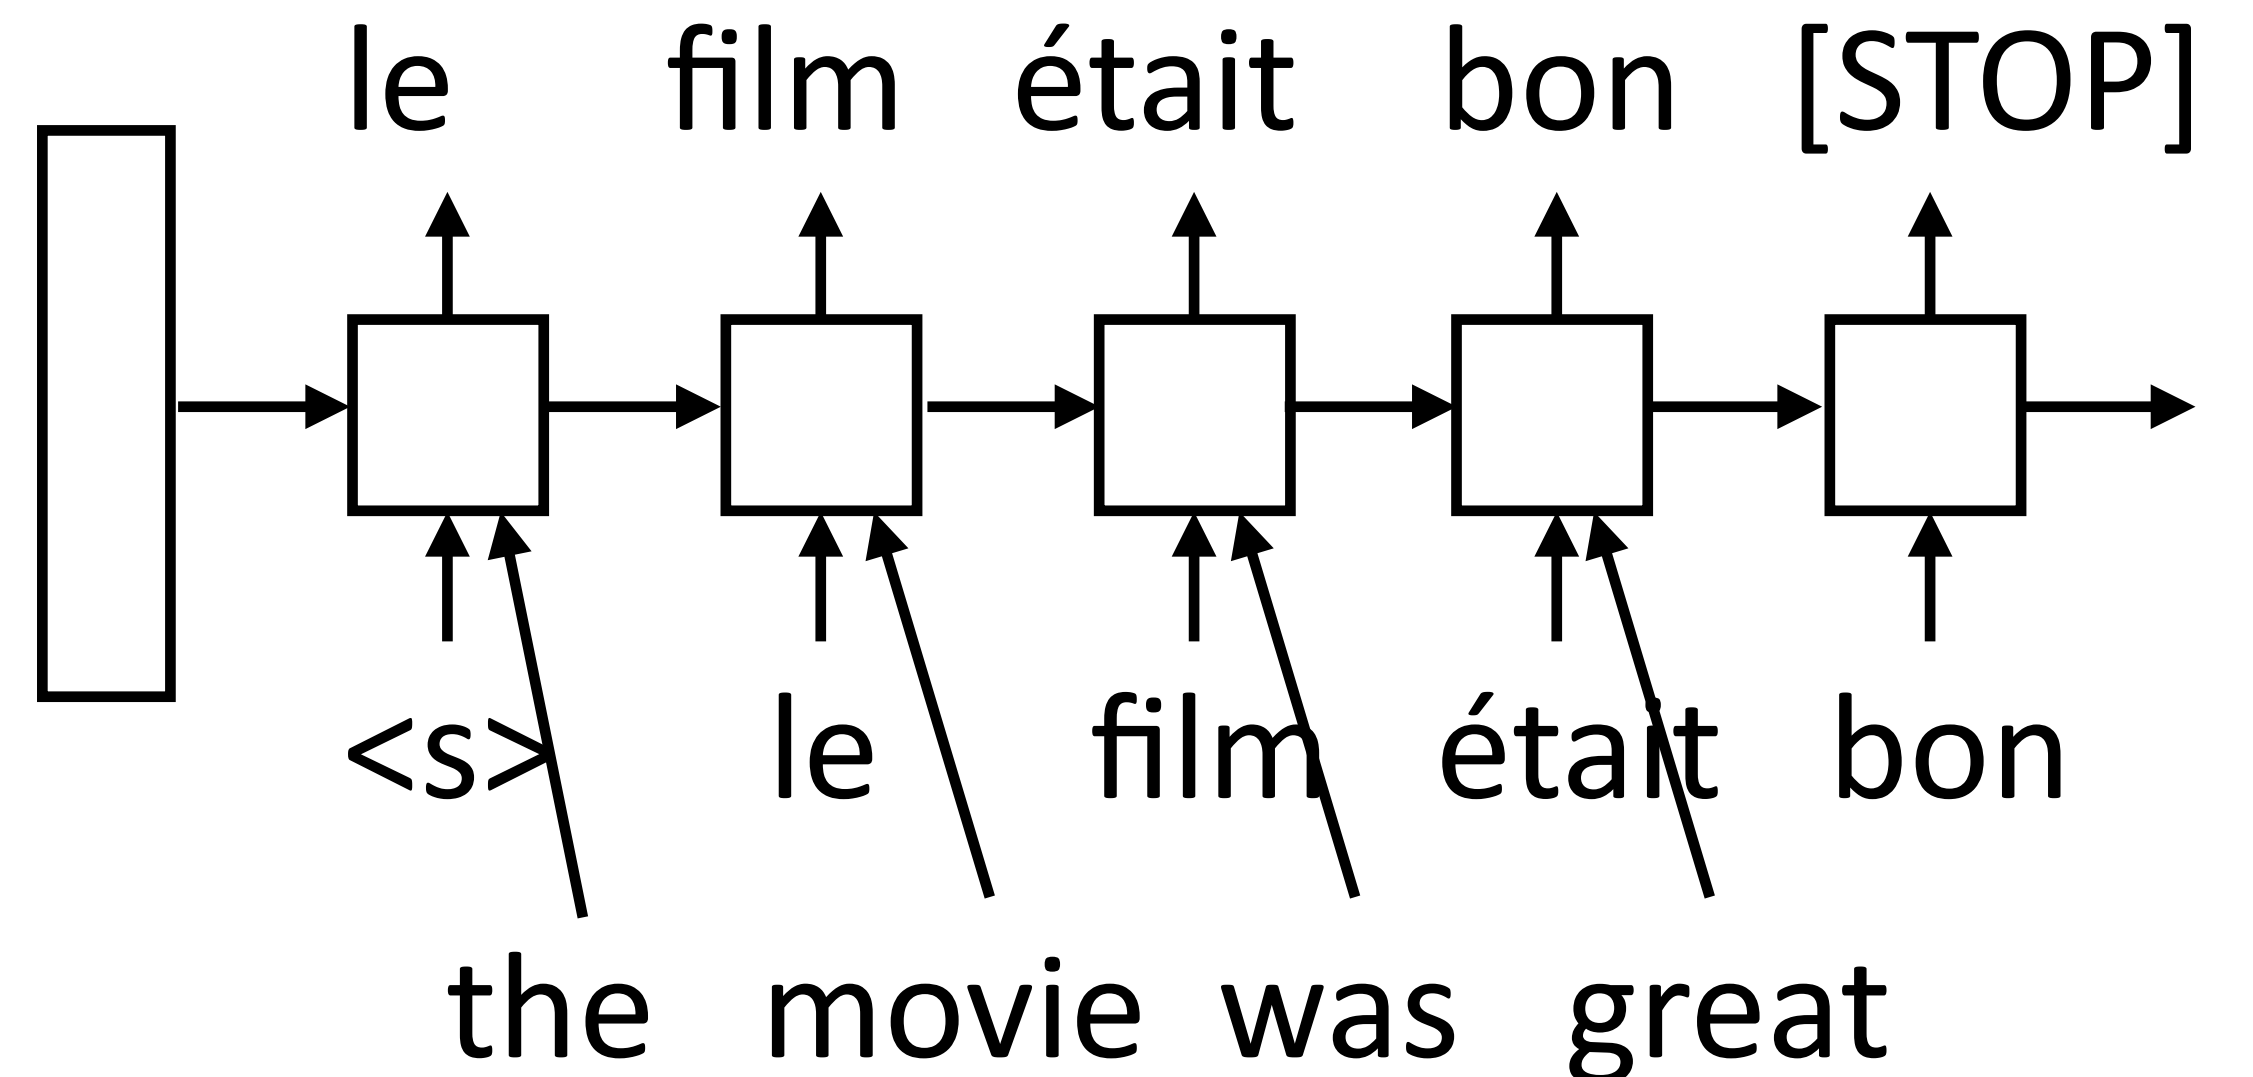 le film était bon [STOP]
<s> le film était bon
the movie was great